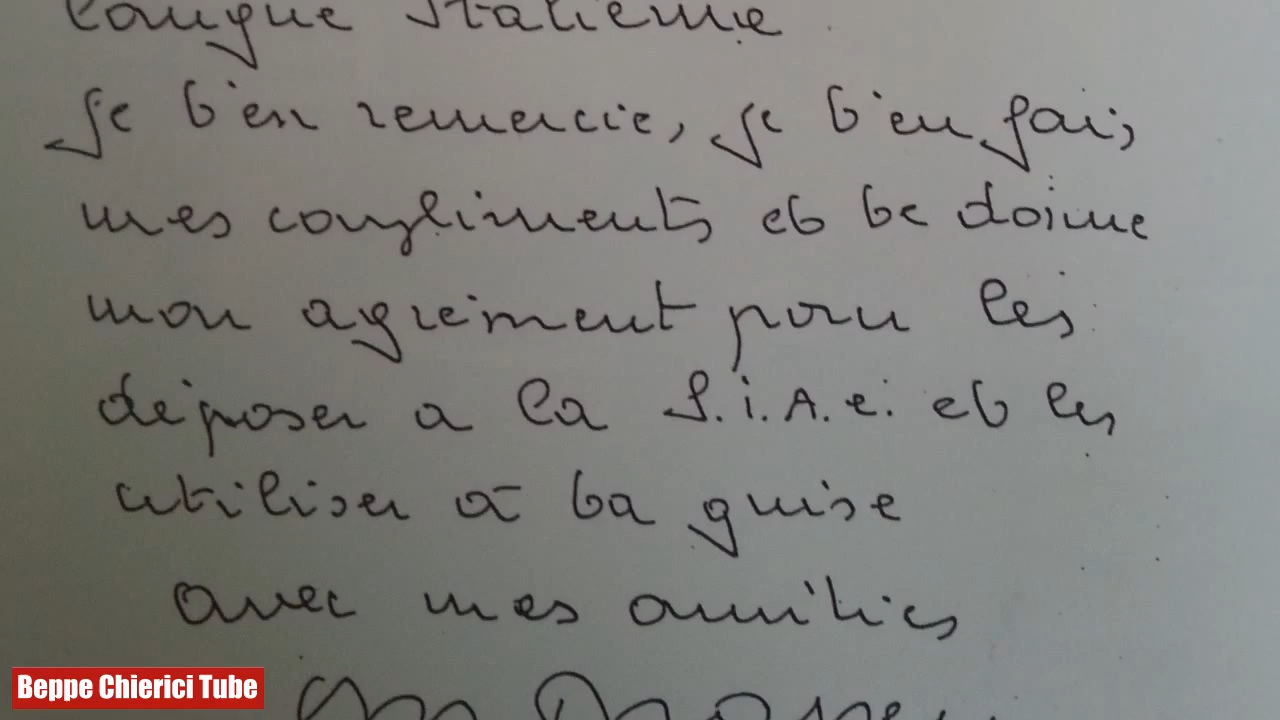 langue Italienne
Je t'en remercie, je t'en fais
mes compliments et te donne
mon agrément pour les
déposer a la S.i.A.e. et les
utiliser à ta guise
avec mes amitiés
Beppe Chierici Tube